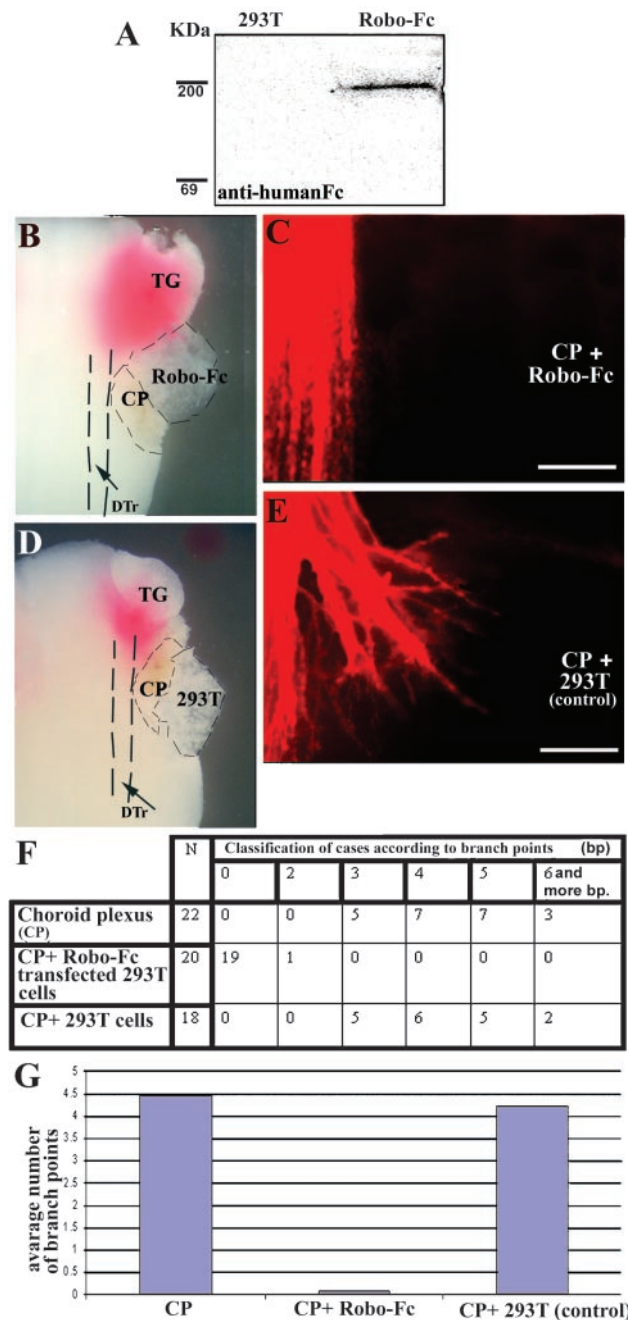 A
KDa
293T
Robo-Fc
200
69
anti-humanFc
B
TG
Robo-Fc
CP
DTr
C
CP +
Robo-Fc
D
TG
CP
293T
DTr
E
CP +
293T
(control)
F
N
Classification of cases according to branch points (bp)
0 2 3 4 5 6 and
more bp.
Choroid plexus
(CP)
22 0 0 5 7 7 3
CP+ Robo-Fc
transfected 293T
cells
20 19 1 0 0 0 0
CP+ 293T cells 18 0 0 5 6 5 2
G
avarage number
of branch points
5
4.5
4
3.5
3
2.5
2
1.5
1
0.5
0
CP
CP+ Robo-Fc
CP+ 293T (control)